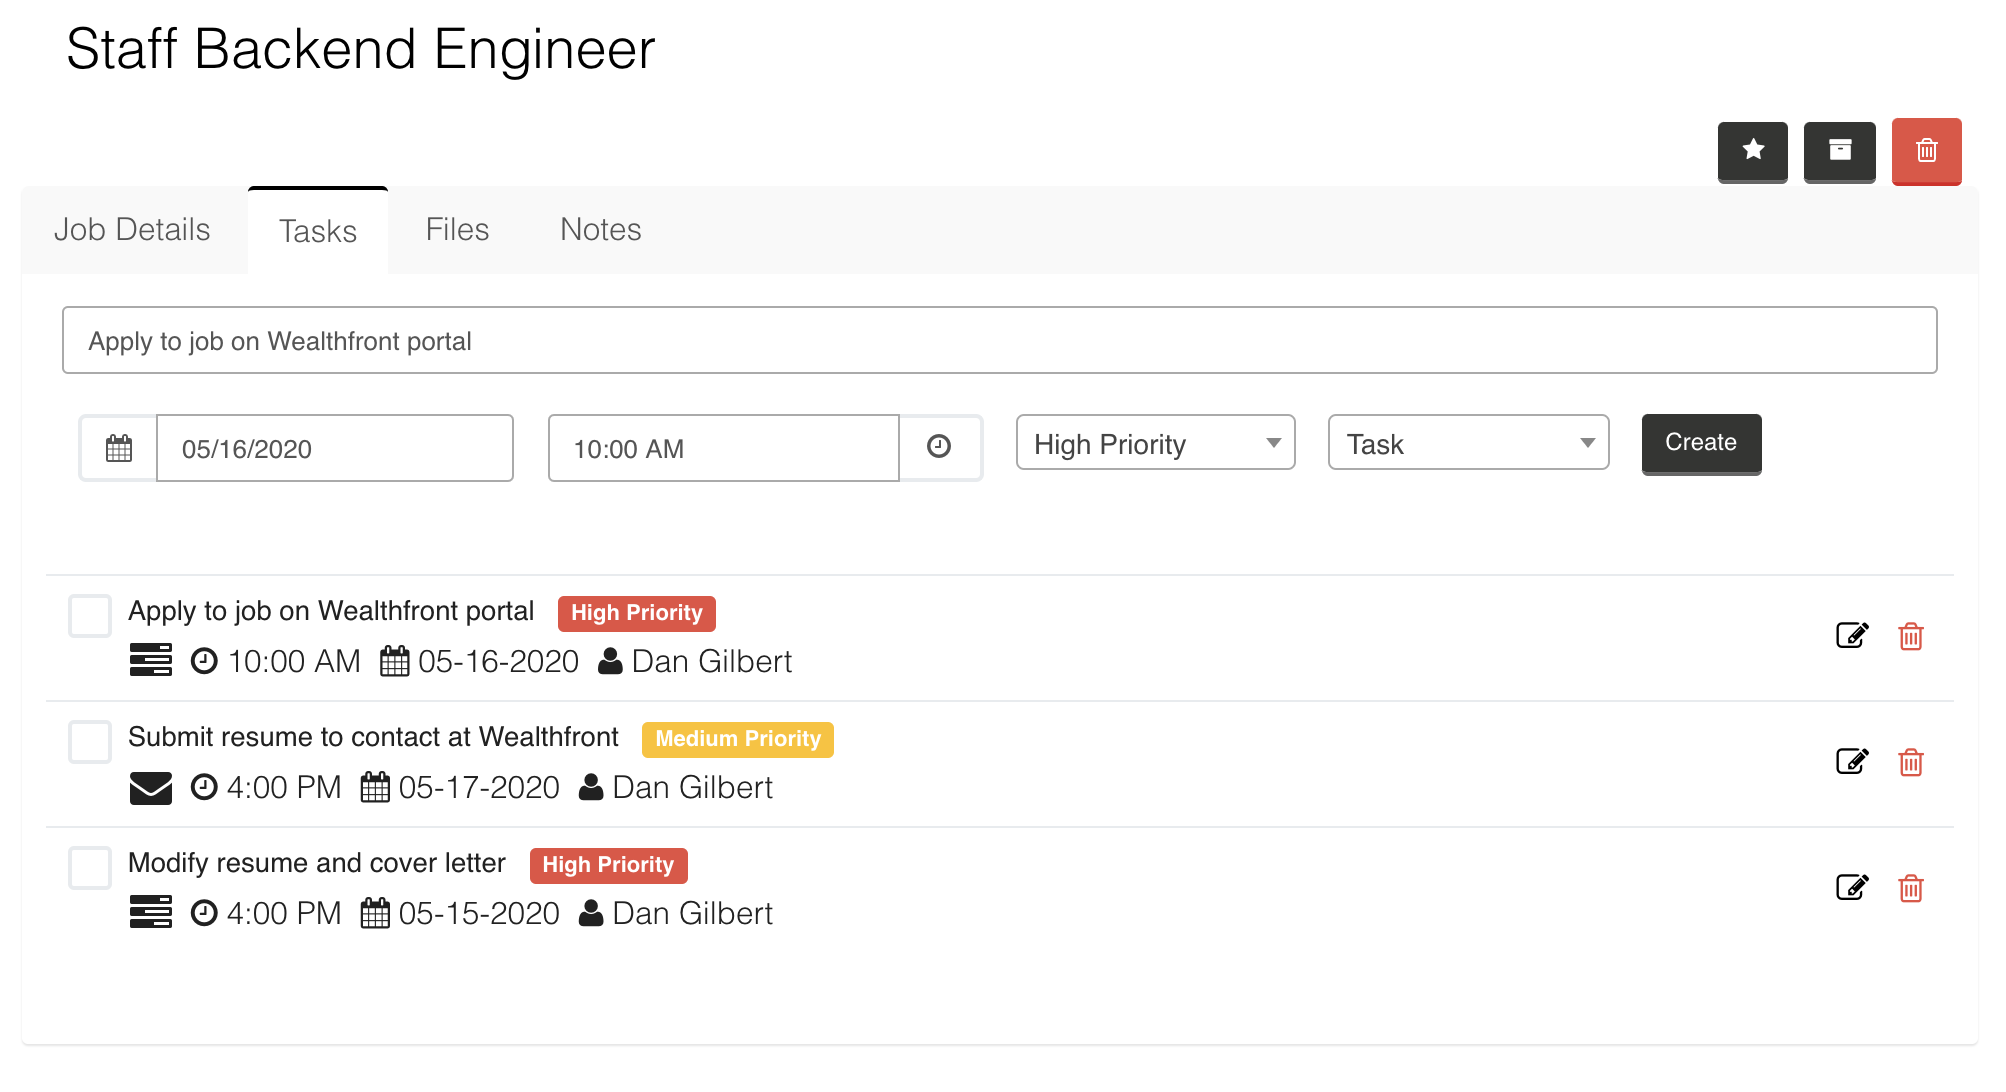 Staff Backend Engineer
Job Details Tasks Files Notes
Apply to job on Wealthfront portal
05/16/2020 10:00 AM High Priority Task Create
Apply to job on Wealthfront portal High Priority
10:00 AM 05-16-2020 Dan Gilbert
Submit resume to contact at Wealthfront Medium Priority
4:00 PM 05-17-2020 Dan Gilbert
Modify resume and cover letter High Priority
4:00 PM 05-15-2020 Dan Gilbert